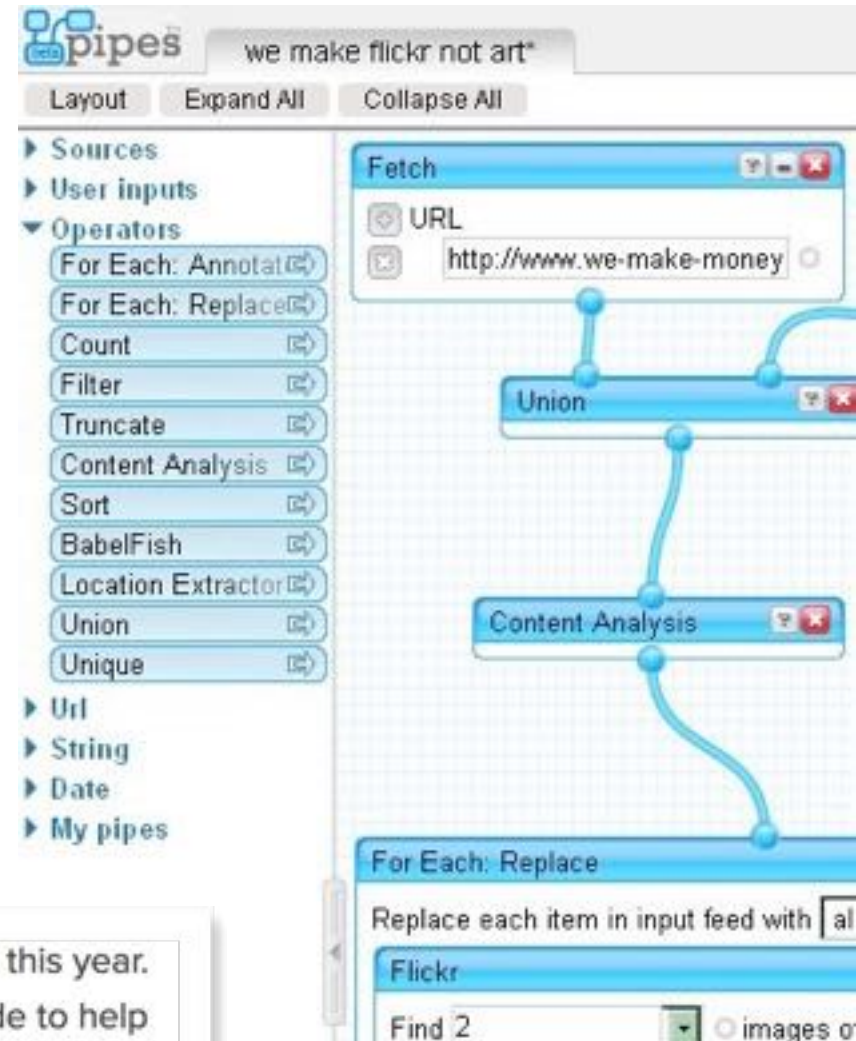 beta pipes
we make flickr not art*
Layout Expand All Collapse All
Sources
User inputs
Operators
For Each: Annotat
For Each: Replace
Count
Filter
Truncate
Content Analysis
Sort
BabelFish
Location Extractor
Union
Unique
Url
String
Date
My pipes
Fetch
URL
http://www.we-make-money
Union
Content Analysis
For Each: Replace
Replace each item in input feed with al
Flickr
Find 2 images of
this year.
le to help